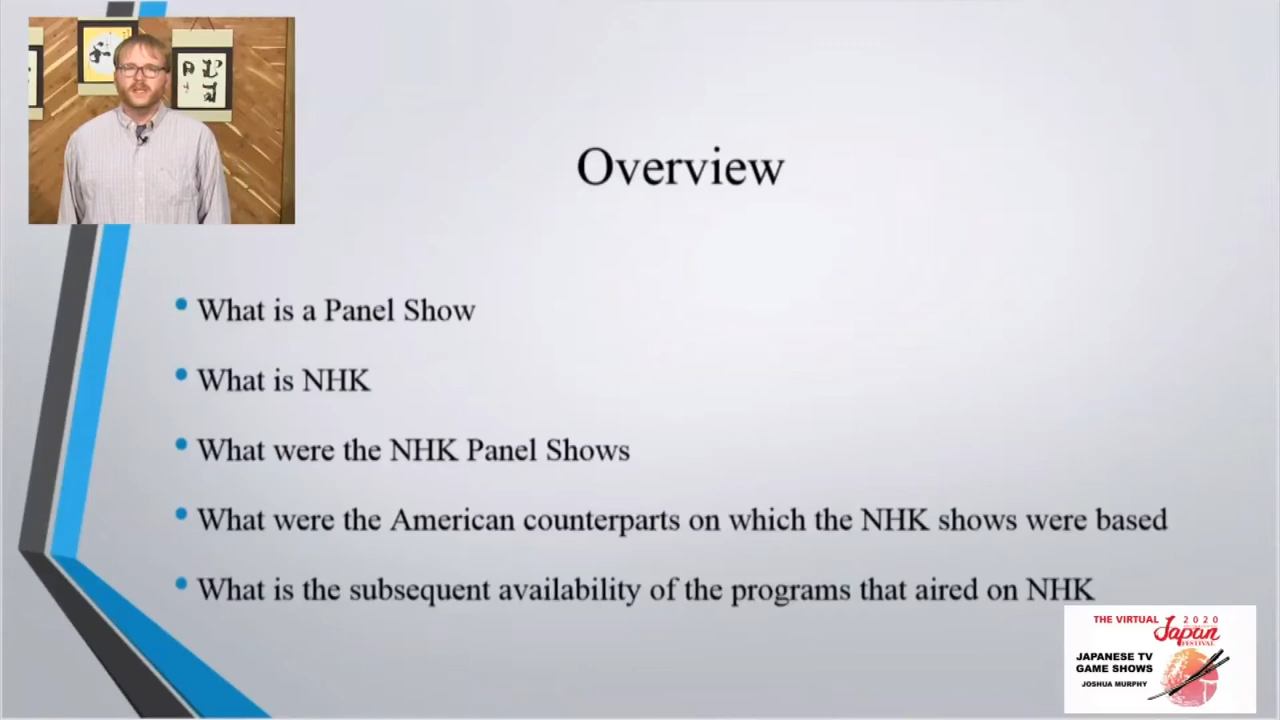 Overview
What is a Panel Show
What is NHK
What were the NHK Panel Shows
What were the American counterparts on which the NHK shows were based
What is the subsequent availability of the programs that aired on NHK
THE VIRTUAL 2020
Japan
FESTIVAL
JAPANESE TV
GAME SHOWS
JOSHUA MURPHY